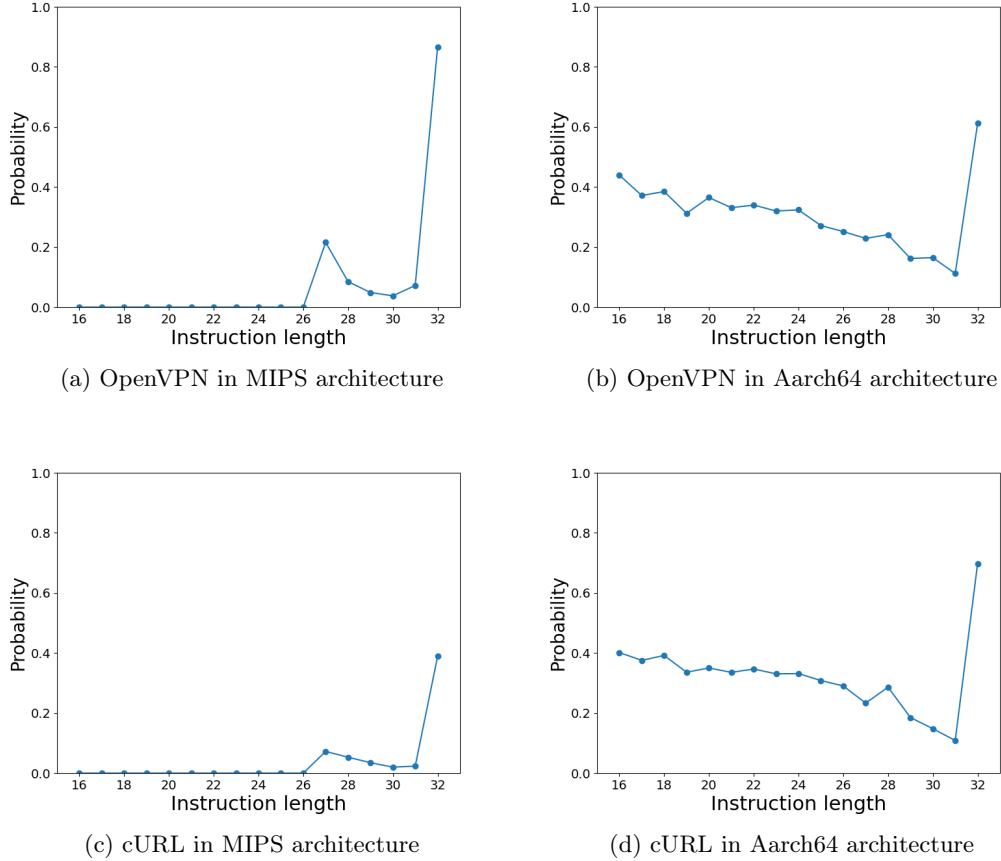 1.0
0.8
0.6
0.4
0.2
0.0
Probability
16 18 20 22 24 26 28 30 32
Instruction length
(a) OpenVPN in MIPS architecture
1.0
0.8
0.6
0.4
0.2
0.0
Probability
16 18 20 22 24 26 28 30 32
Instruction length
(b) OpenVPN in Aarch64 architecture
1.0
0.8
0.6
0.4
0.2
0.0
Probability
16 18 20 22 24 26 28 30 32
Instruction length
(c) cURL in MIPS architecture
1.0
0.8
0.6
0.4
0.2
0.0
Probability
16 18 20 22 24 26 28 30 32
Instruction length
(d) cURL in Aarch64 architecture